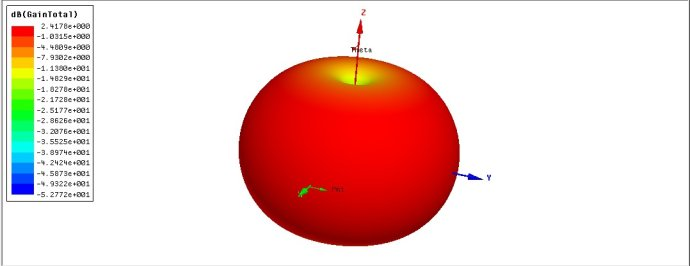 dB(GainTotal)
2.4178e+000
-1.0315e+000
-4.4809e+000
-7.9302e+000
-1.1380e+001
-1.4829e+001
-1.8278e+001
-2.1728e+001
-2.5177e+001
-2.8626e+001
-3.2076e+001
-3.5525e+001
-3.8974e+001
-4.2424e+001
-4.5873e+001
-4.9322e+001
-5.2772e+001
Z
Theta
Y